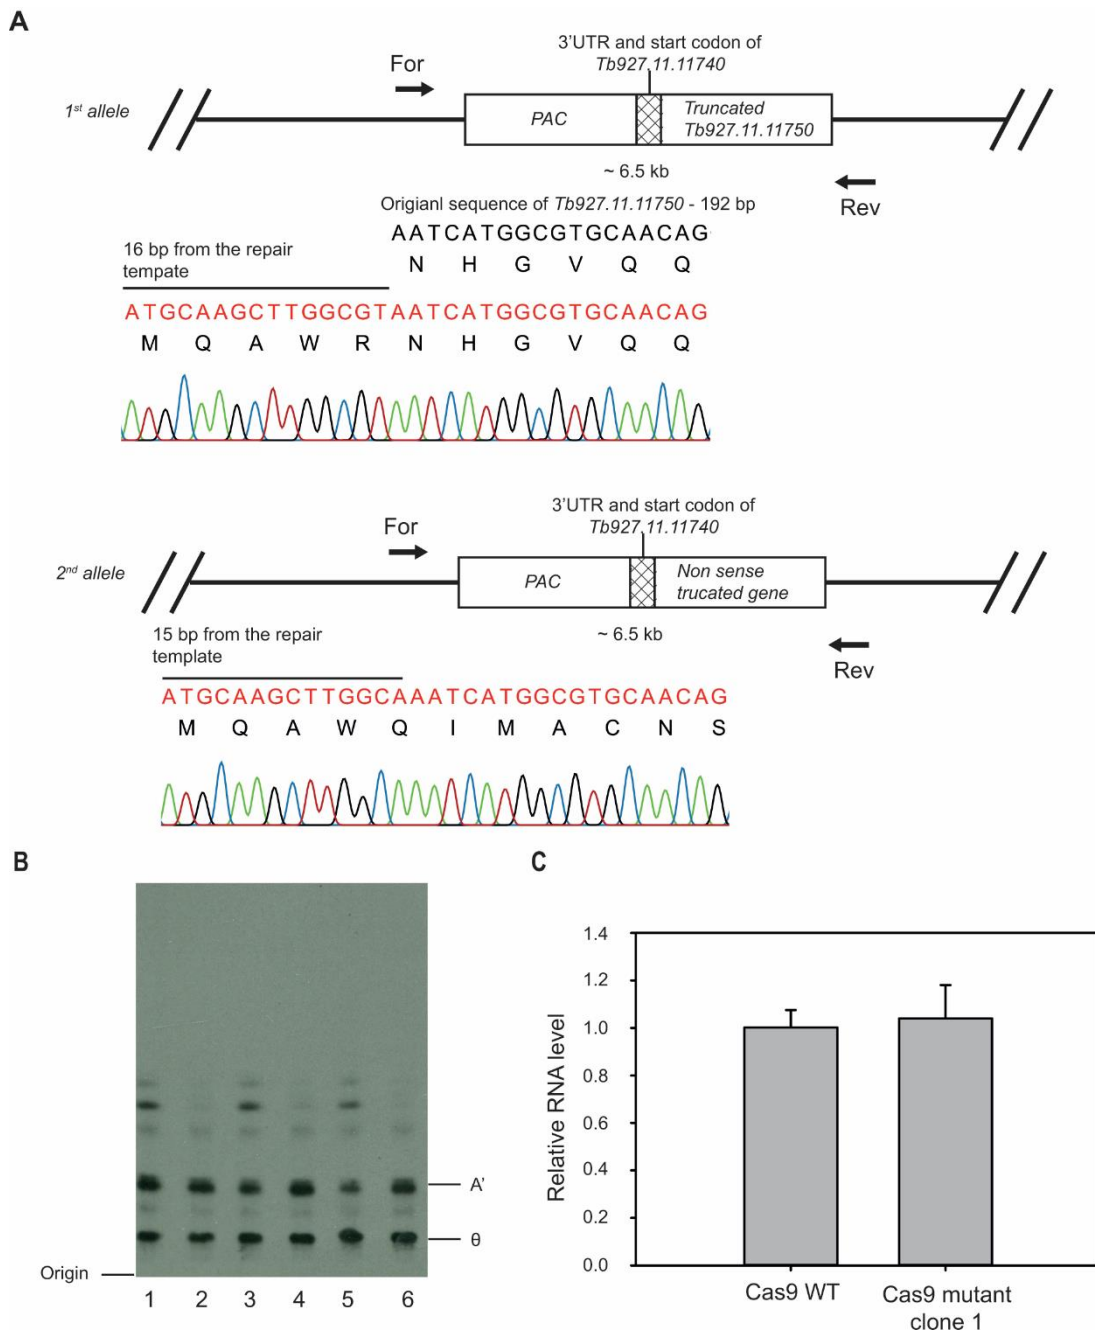 A
3'UTR and start codon of
Tb927.11.11740
For
1st allele
PAC
Truncated
Tb927.11.11750
~ 6.5 kb
Rev
Origianl sequence of Tb927.11.11750 - 192 bp
AATCATGGCGTGCAACAG
N H G V Q Q
16 bp from the repair
tempate
ATGCAAGCTTGGCGTAATCATGGCGTGCAACAG
M Q A W R N H G V Q Q
3'UTR and start codon of
Tb927.11.11740
For
2nd allele
PAC
Non sense
trucated gene
~ 6.5 kb
Rev
15 bp from the repair
template
ATGCAAGCTTGGCAAATCATGGCGTGCAACAG
M Q A W Q I M A C N S
B
A'
θ
Origin
1 2 3 4 5 6
C
Relative RNA level
1.4
1.2
1.0
0.8
0.6
0.4
0.2
0.0
Cas9 WT
Cas9 mutant
clone 1